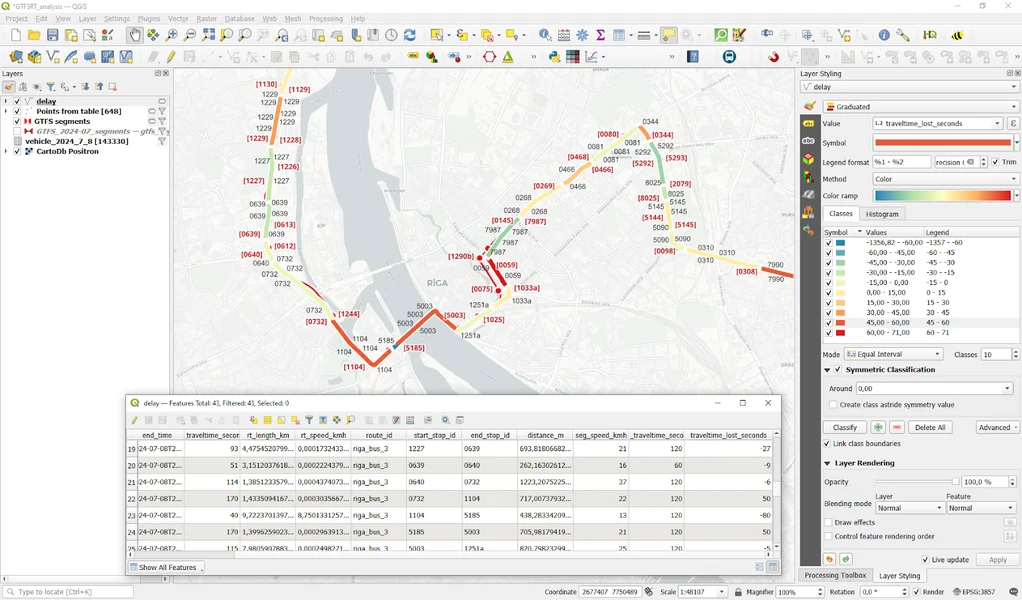 *GTFSRT_analysis — QGIS
Project Edit View Layer Settings Plugins Vector Raster Database Web Mesh Processing Help
Layers
delay
Points from table [648]
GTFS segments
GTFS_2024-07_segments — gtfs_
vehicle_2024_7_8 [143330]
CartoDb Positron
[1130]
[1129]
1229
1229
1229
1229
[1229]
[1228]
1227
1227
[1226]
[1227]
0639
0639
0639
[0613]
[0639]
0639
[0612]
[0640]
0640
0732
0732
0732
0732
[0732]
[1244]
1104
1104
1104
[1104]
1104
5185
[5185]
5003
5003
5003
5003
[5003]
1251a
1251a
[1025]
RĪGA
[1290b]
[0075]
[0059]
0059
0059
[1033a]
1033a
7987
7987
7987
[7987]
[0145]
0268
0268
[0269]
0466
0466
[0466]
[0468]
0081
0081
0081
[0080]
0344
[0344]
5292
5292
[5292]
[5293]
8025
[8025]
[2079]
5145
5145
[5144]
[5145]
5090
5090
[0098]
0310
0310
[0308]
7990
7990
Layer Styling
delay
Graduated
Value 1.2 traveltime_lost_seconds
Symbol
Legend format %1 - %2 Trim
Method Color
Color ramp
Classes Histogram
Symbol Values Legend
-1356,82 - -60,00 -1357 - -60
-60,00 - -45,00 -60 - -45
-45,00 - -30,00 -45 - -30
-30,00 - -15,00 -30 - -15
-15,00 - 0,00 -15 - 0
0,00 - 15,00 0 - 15
15,00 - 30,00 15 - 30
30,00 - 45,00 30 - 45
45,00 - 60,00 45 - 60
60,00 - 71,00 60 - 71
Mode Equal Interval Classes 10
Symmetric Classification
Around 0,00
Create class astride symmetry value
Classify Delete All Advanced
Link class boundaries
Layer Rendering
Opacity 100,0 %
Layer Feature
Blending mode Normal Normal
Draw effects
Control feature rendering order
Live update Apply
Processing Toolbox Layer Styling
delay — Features Total: 43, Filtered: 43, Selected: 0
end_time traveltime_secor rt_length_km rt_speed_kmh route_id start_stop_id end_stop_id distance_m seg_speed_kmh _traveltime_seco traveltime_lost_seconds
19 24-07-08T2... 93 4,4754520799... 0,0001732433... riga_bus_3 1227 0639 693,81806682... 21 120 -27
20 24-07-08T2... 51 3,1512037618... 0,0002224379... riga_bus_3 0639 0640 262,16302612... 16 60 -9
21 24-07-08T2... 114 1,3851233579... 0,0004374073... riga_bus_3 0640 0732 1223,2075225... 37 120 -6
22 24-07-08T2... 170 1,4335094167... 0,0003035667... riga_bus_3 0732 1104 717,00737932... 22 120 50
23 24-07-08T2... 40 9,7223701397... 8,7501331257... riga_bus_3 1104 5185 438,28334209... 13 120 -80
24 24-07-08T2... 170 1,3996259023... 0,0002963913... riga_bus_3 5185 5003 705,98179419... 21 120 50
25 24-07-08T2... 115 7,9805907883... 0,0002498271... riga_bus_3 5003 1251a 820,79823299... 25 120 -5
Show All Features
Type to locate (Ctrl+K) Coordinate 2677407 7750489 Scale 1:48107 Magnifier 100% Rotation 0,0 ° Render EPSG:3857